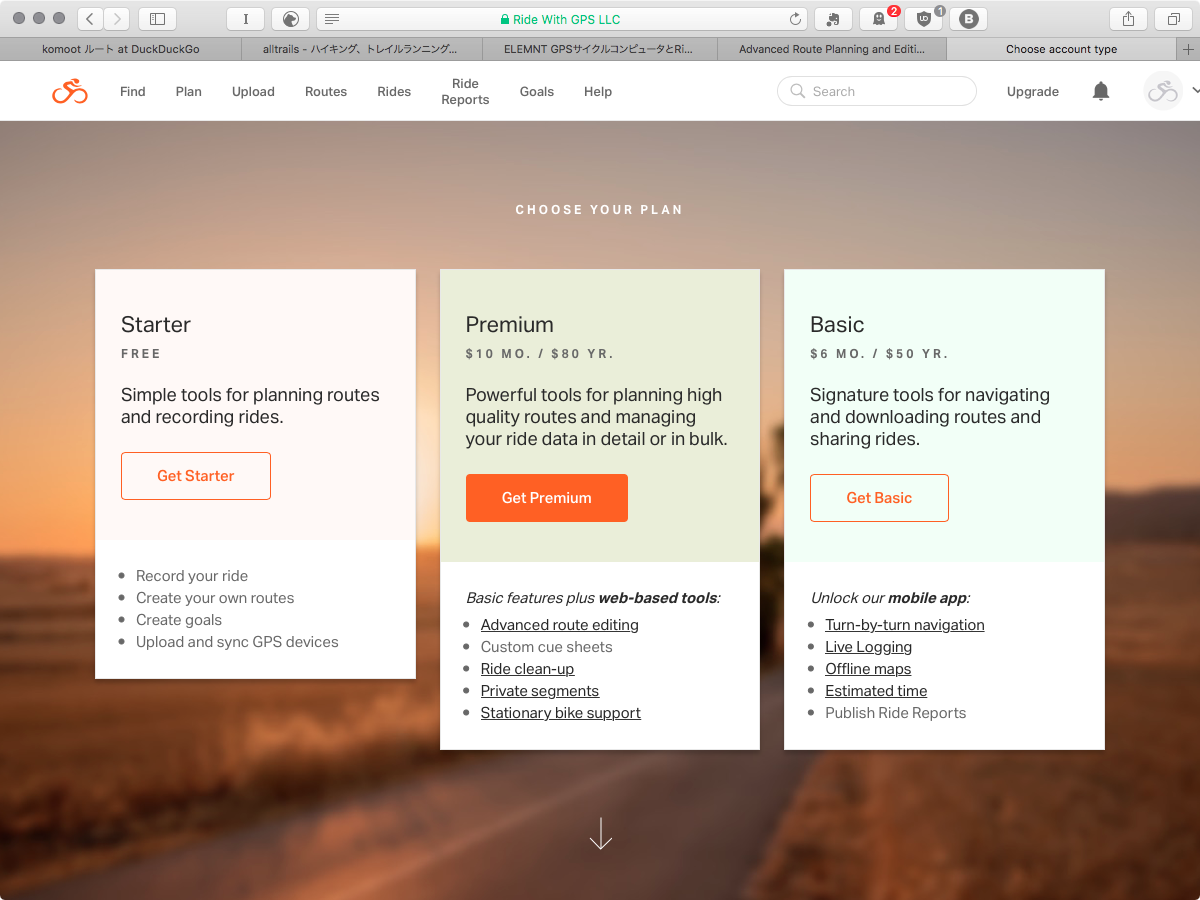 Ride With GPS LLC
2
1
B
komoot ルート at DuckDuckGo
alltrails - ハイキング、トレイルランニング...
ELEMNT GPSサイクルコンピュータとRi...
Advanced Route Planning and Editi...
Choose account type
Find
Plan
Upload
Routes
Rides
Ride
Reports
Goals
Help
Search
Upgrade
CHOOSE YOUR PLAN
Starter
FREE
Simple tools for planning routes
and recording rides.
Get Starter
Record your ride
Create your own routes
Create goals
Upload and sync GPS devices
Premium
$10 MO. / $80 YR.
Powerful tools for planning high
quality routes and managing
your ride data in detail or in bulk.
Get Premium
Basic features plus web-based tools:
Advanced route editing
Custom cue sheets
Ride clean-up
Private segments
Stationary bike support
Basic
$6 MO. / $50 YR.
Signature tools for navigating
and downloading routes and
sharing rides.
Get Basic
Unlock our mobile app:
Turn-by-turn navigation
Live Logging
Offline maps
Estimated time
Publish Ride Reports